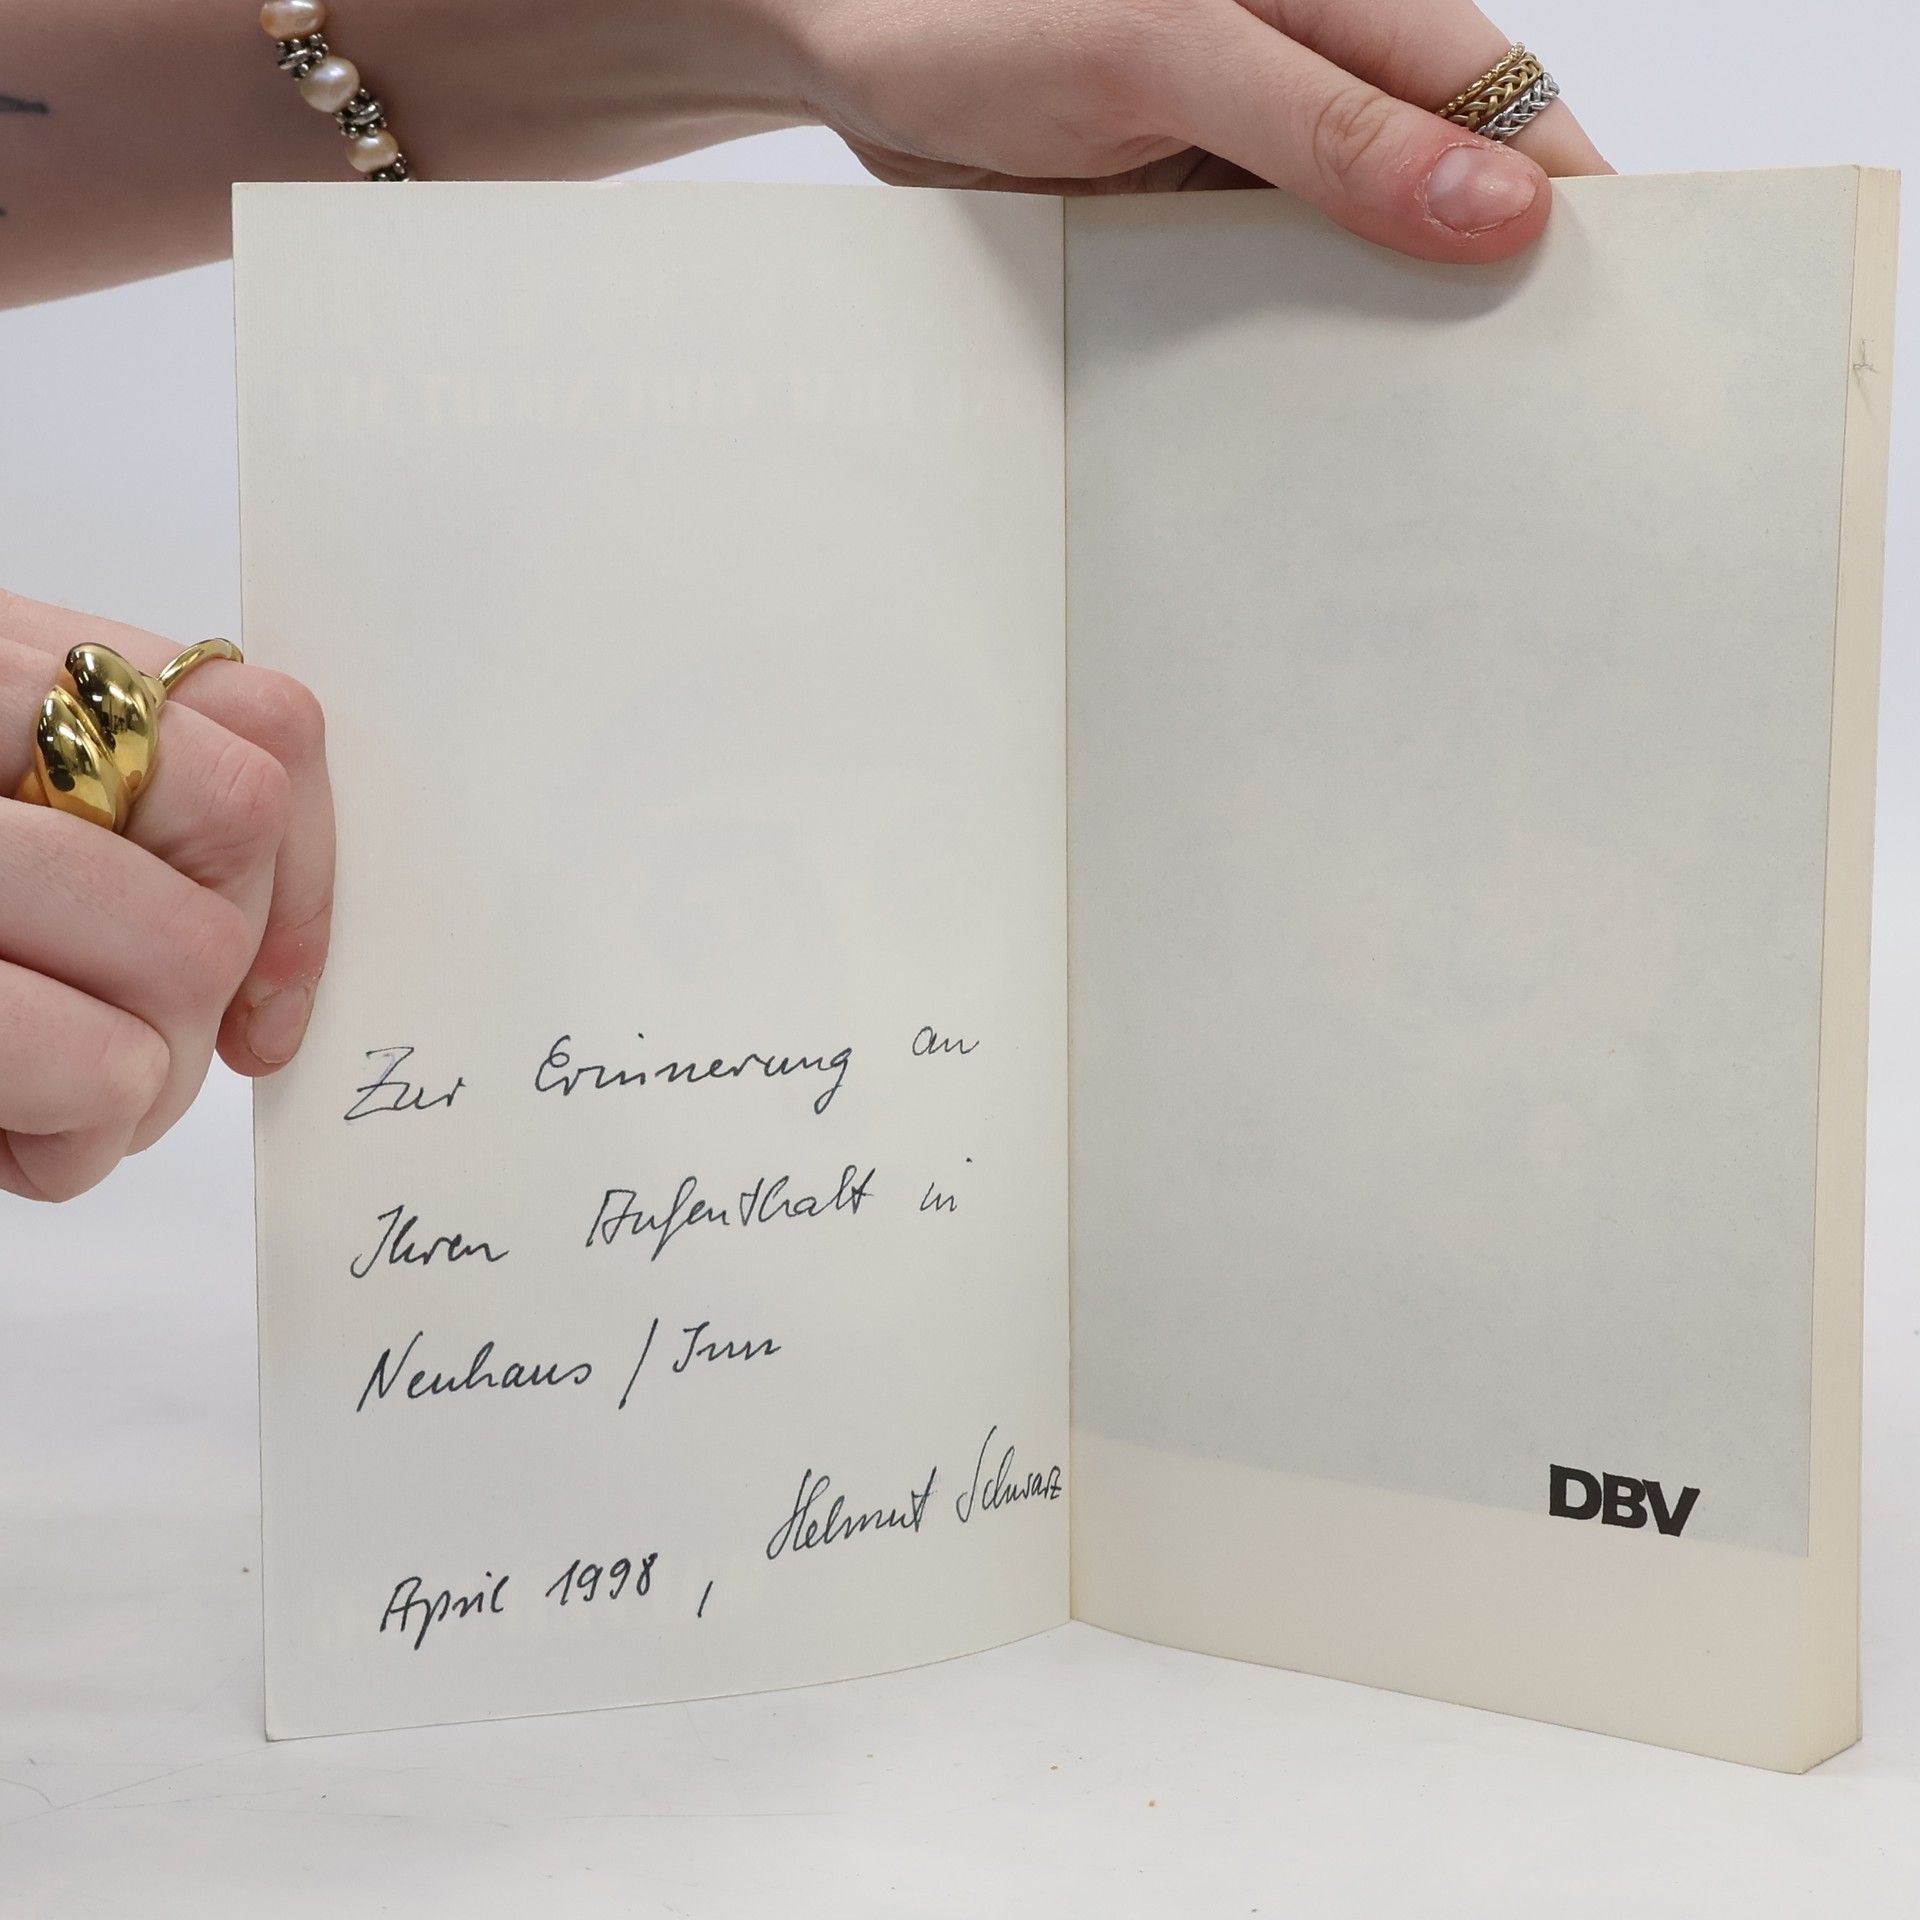 Zur Erinnerung an
Ihren Aufenthalt in
Neuhaus / Inn
Helmut Schwarz
April 1998,
DBV